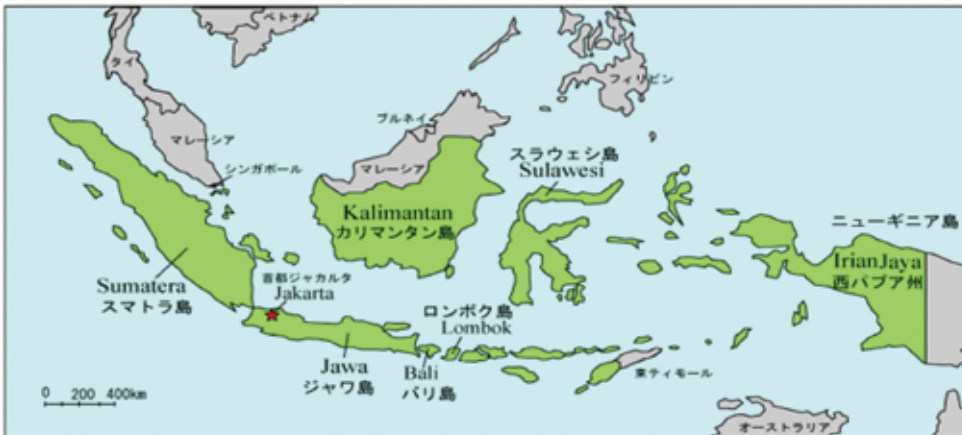 ベトナム
タイ
フィリピン
ブルネイ
マレーシア
マレーシア
シンガポール
スラウェシ島
Sulawesi
Kalimantan
カリマンタン島
ニューギニア島
IrianJaya
西パプア州
Sumatera
スマトラ島
首都ジャカルタ
Jakarta
ロンボク島
Lombok
Jawa
ジャワ島
Bali
バリ島
東ティモール
0 200 400km
オーストラリア